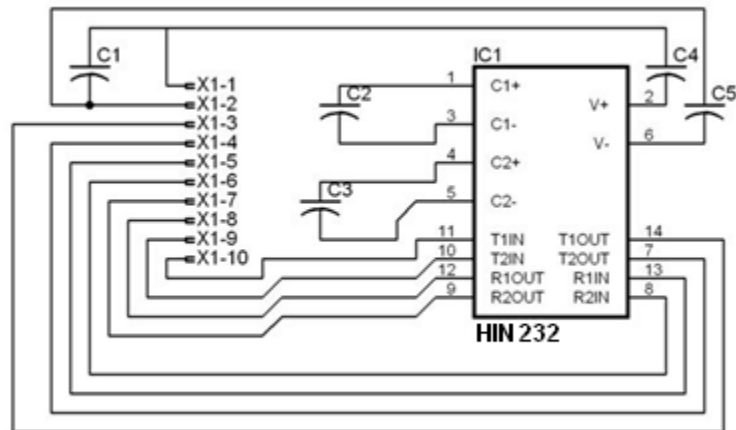 C1
X1-1
X1-2
X1-3
X1-4
X1-5
X1-6
X1-7
X1-8
X1-9
X1-10
C2
C3
IC1
1 C1+
3 C1-
4 C2+
5 C2-
11 T1IN
10 T2IN
12 R1OUT
9 R2OUT
V+ 2
V- 6
T1OUT 14
T2OUT 7
R1IN 13
R2IN 8
HIN 232
C4
C5